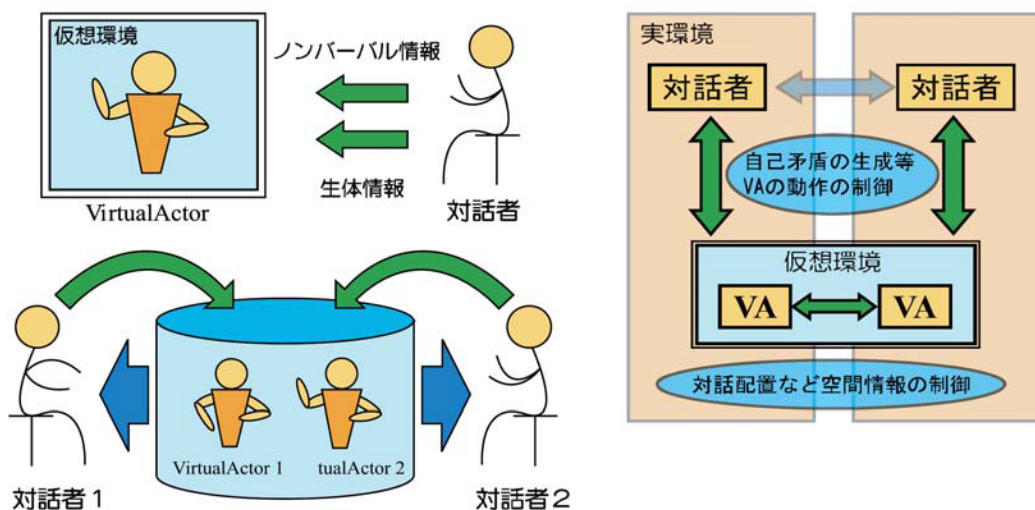 仮想環境
ノンバーバル情報
生体情報
VirtualActor
対話者
VirtualActor 1
tualActor 2
対話者1
対話者2
実環境
対話者
対話者
自己矛盾の生成等
VAの動作の制御
仮想環境
VA
VA
対話配置など空間情報の制御